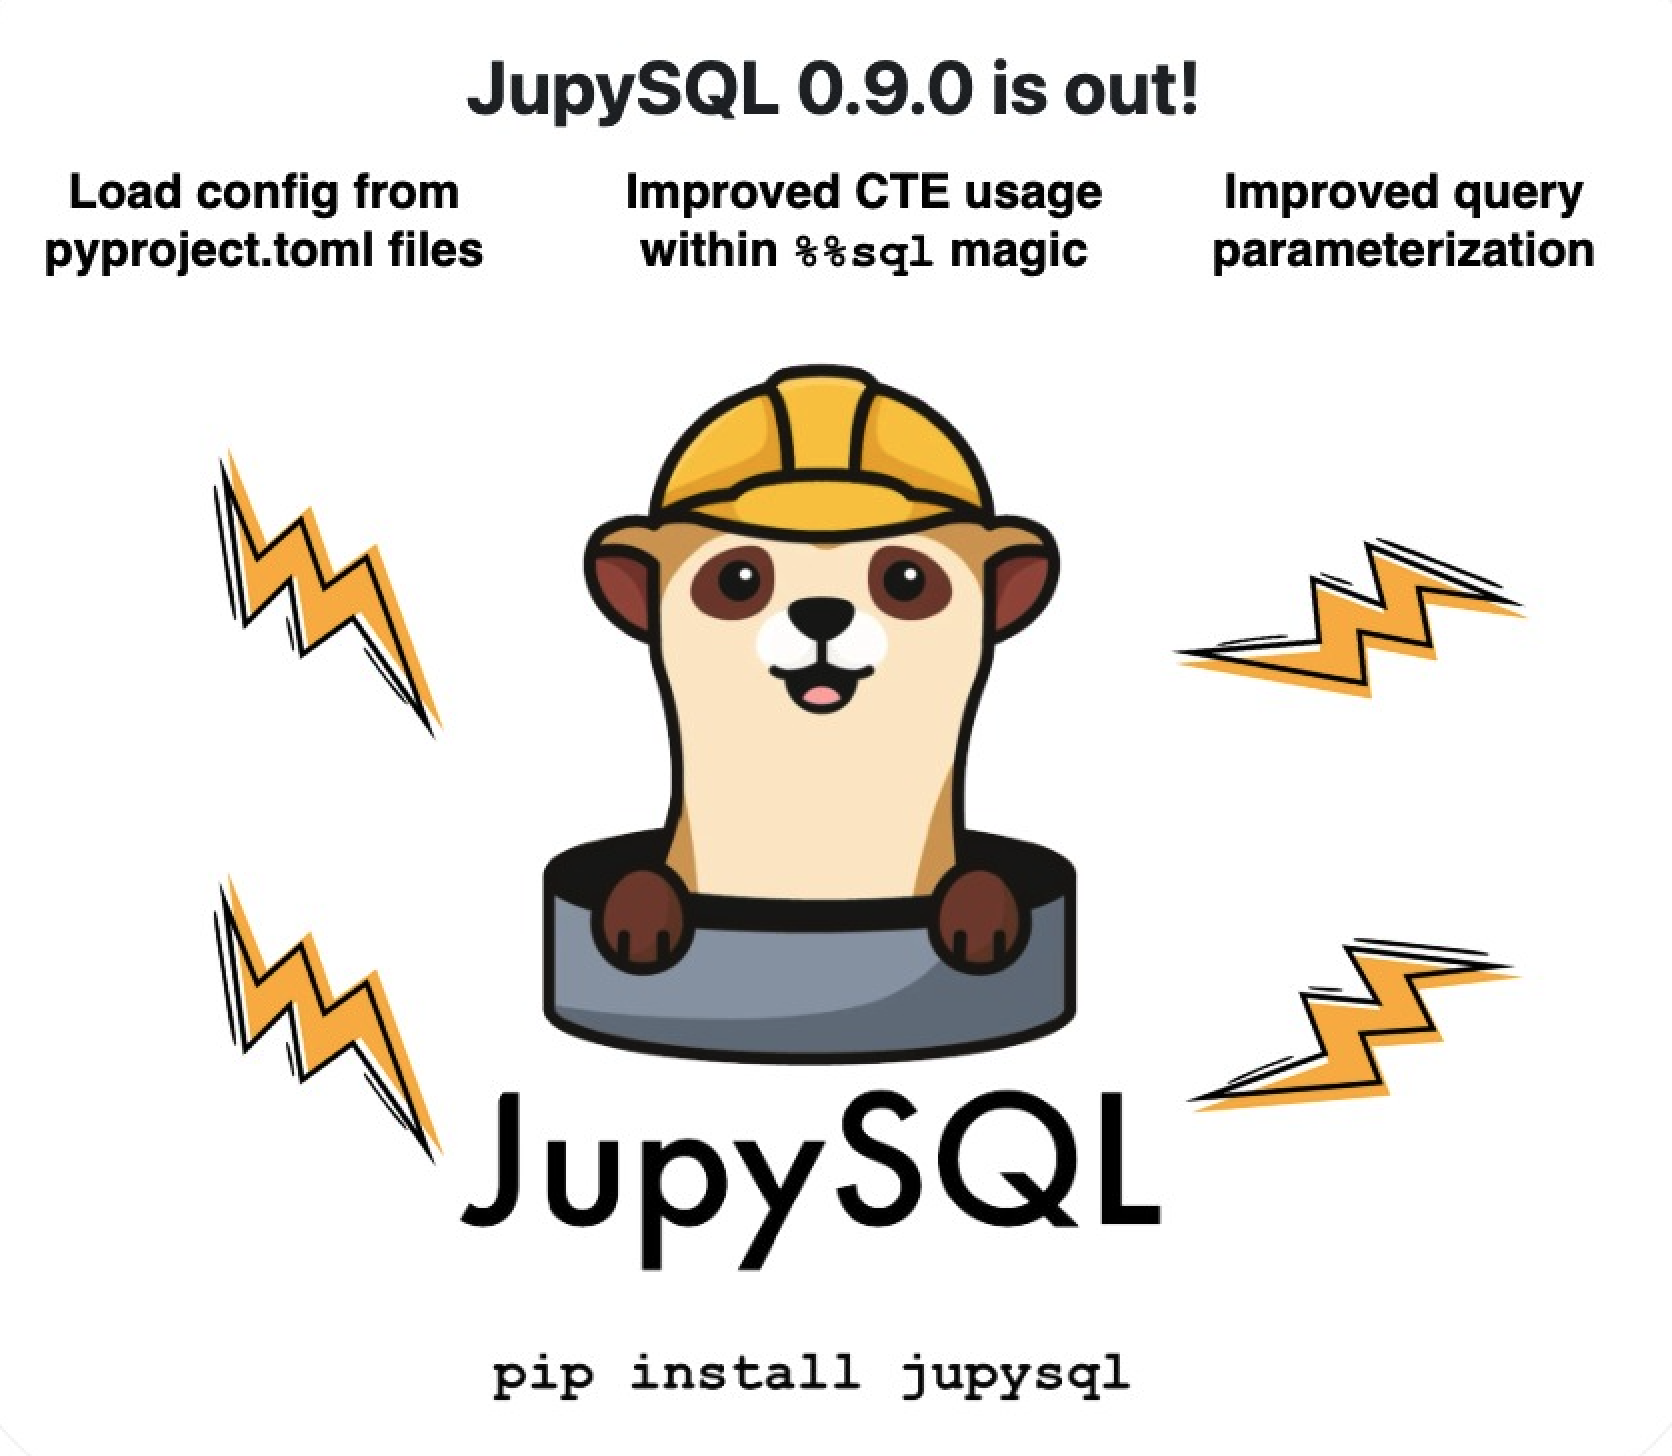 JupySQL 0.9.0 is out!
Load config from
pyproject.toml files
Improved CTE usage
within %%sql magic
Improved query
parameterization
JupySQL
pip install jupysql